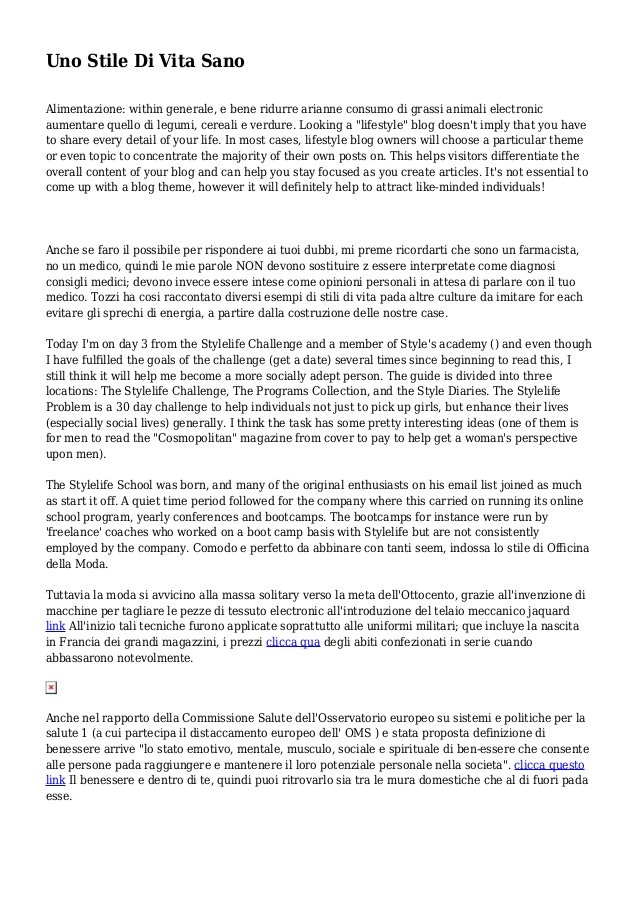 Uno Stile Di Vita Sano
Alimentazione: within generale, e bene ridurre arianne consumo di grassi animali electronic
aumentare quello di legumi, cereali e verdure. Looking a "lifestyle" blog doesn't imply that you have
to share every detail of your life. In most cases, lifestyle blog owners will choose a particular theme
or even topic to concentrate the majority of their own posts on. This helps visitors differentiate the
overall content of your blog and can help you stay focused as you create articles. It's not essential to
come up with a blog theme, however it will definitely help to attract like-minded individuals!
Anche se faro il possibile per rispondere ai tuoi dubbi, mi preme ricordarti che sono un farmacista,
no un medico, quindi le mie parole NON devono sostituire z essere interpretate come diagnosi
consigli medici; devono invece essere intese come opinioni personali in attesa di parlare con il tuo
medico. Tozzi ha cosi raccontato diversi esempi di stili di vita pada altre culture da imitare for each
evitare gli sprechi di energia, a partire dalla costruzione delle nostre case.
Today I'm on day 3 from the Stylelife Challenge and a member of Style's academy () and even though
I have fulfilled the goals of the challenge (get a date) several times since beginning to read this, I
still think it will help me become a more socially adept person. The guide is divided into three
locations: The Stylelife Challenge, The Programs Collection, and the Style Diaries. The Stylelife
Problem is a 30 day challenge to help individuals not just to pick up girls, but enhance their lives
(especially social lives) generally. I think the task has some pretty interesting ideas (one of them is
for men to read the "Cosmopolitan" magazine from cover to pay to help get a woman's perspective
upon men).
The Stylelife School was born, and many of the original enthusiasts on his email list joined as much
as start it off. A quiet time period followed for the company where this carried on running its online
school program, yearly conferences and bootcamps. The bootcamps for instance were run by
'freelance' coaches who worked on a boot camp basis with Stylelife but are not consistently
employed by the company. Comodo e perfetto da abbinare con tanti seem, indosso lo stile di Officina
della Moda.
Tuttavia la moda si avvicino alla massa solitary verso la meta dell'Ottocento, grazie all'invenzione di
macchine per tagliare le pezze di tessuto electronic all'introduzione del telaio meccanico jaquard
link All'inizio tali tecniche furono applicate soprattutto alle uniformi militari; que incluye la nascita
in Francia dei grandi magazzini, i prezzi clicca qua degli abiti confezionati in serie cuando
abbassarono notevolmente.
Anche nel rapporto della Commissione Salute dell'Osservatorio europeo su sistemi e politiche per la
salute 1 (a cui partecipa il distaccamento europeo dell' OMS ) e stata proposta definizione di
benessere arrive "lo stato emotivo, mentale, musculo, sociale e spirituale di ben-essere che consente
alle persone pada raggiungere e mantenere il loro potenziale personale nella societa". clicca questo
link Il benessere e dentro di te, quindi puoi ritrovarlo sia tra le mura domestiche che al di fuori pada
esse.